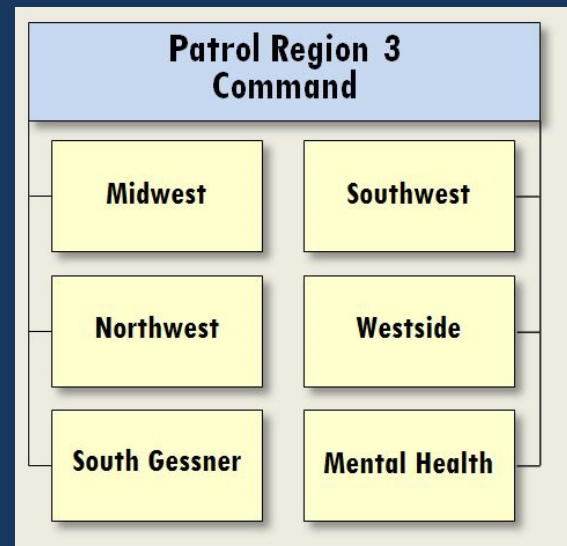 Patrol Region 3
Command
Midwest
Southwest
Northwest
Westside
South Gessner
Mental Health